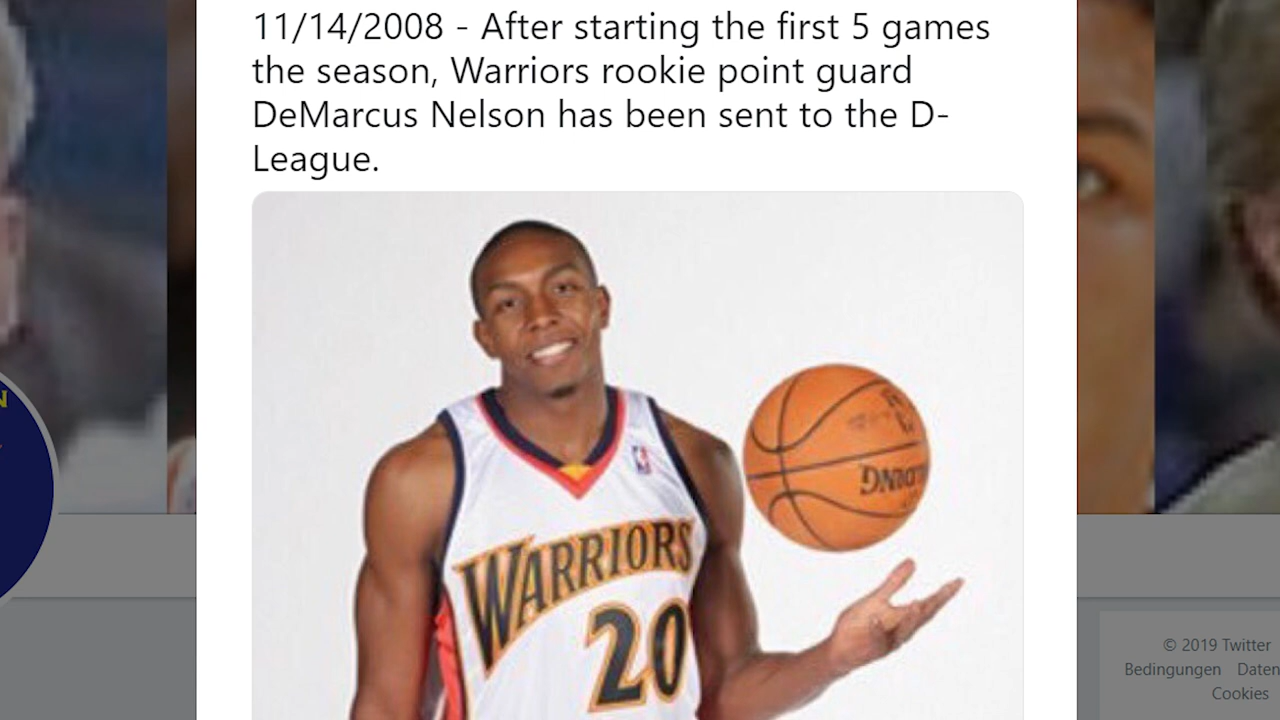 11/14/2008 - After starting the first 5 games
the season, Warriors rookie point guard
DeMarcus Nelson has been sent to the D-
League.
N
WARRIORS
20
© 2019 Twitter
Bedingungen Daten
Cookies